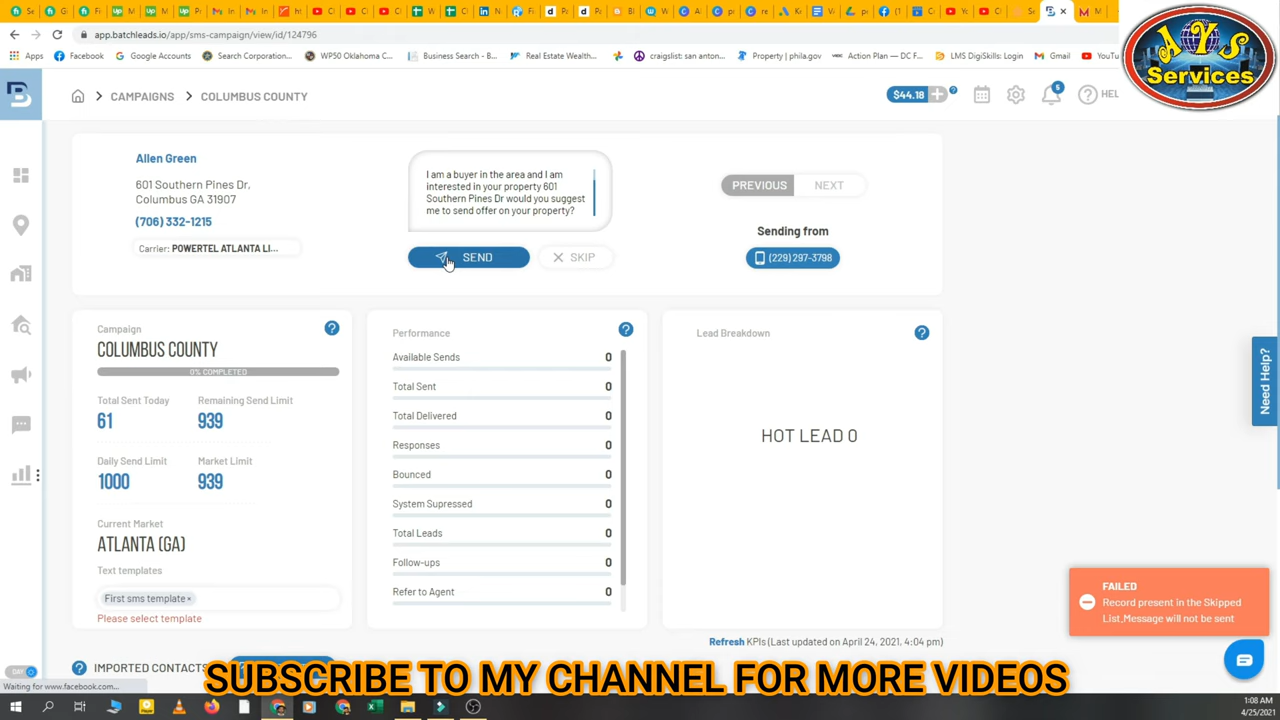 app.batchleads.io/app/sms-campaign/view/id/124796
Apps
Facebook
Google Accounts
Search Corporation...
WP50 Oklahoma C...
Business Search - B...
Real Estate Wealth...
craigslist: san anton...
Property | phila.gov
Action Plan — DC F...
LMS DigiSkills: Login
Gmail
AYS
Services
CAMPAIGNS
COLUMBUS COUNTY
$44.18
5
HEL
Allen Green
601 Southern Pines Dr,
Columbus GA 31907
(706) 332-1215
Carrier: POWERTEL ATLANTA LI...
I am a buyer in the area and I am
interested in your property 601
Southern Pines Dr would you suggest
me to send offer on your property?
SEND
SKIP
PREVIOUS
NEXT
Sending from
(229) 297-3798
Campaign
COLUMBUS COUNTY
0% COMPLETED
Total Sent Today
Remaining Send Limit
61
939
Daily Send Limit
Market Limit
1000
939
Current Market
ATLANTA (GA)
Text templates
First sms template ×
Please select template
Performance
Available Sends 0
Total Sent 0
Total Delivered 0
Responses 0
Bounced 0
System Supressed 0
Total Leads 0
Follow-ups 0
Refer to Agent 0
Lead Breakdown
HOT LEAD 0
Need Help?
FAILED
Record present in the Skipped
List.Message will not be sent
Refresh KPIs (Last updated on April 24, 2021, 4:04 pm)
IMPORTED CONTACTS
DAY
Waiting for www.facebook.com...
SUBSCRIBE TO MY CHANNEL FOR MORE VIDEOS
1:08 AM
4/25/2021